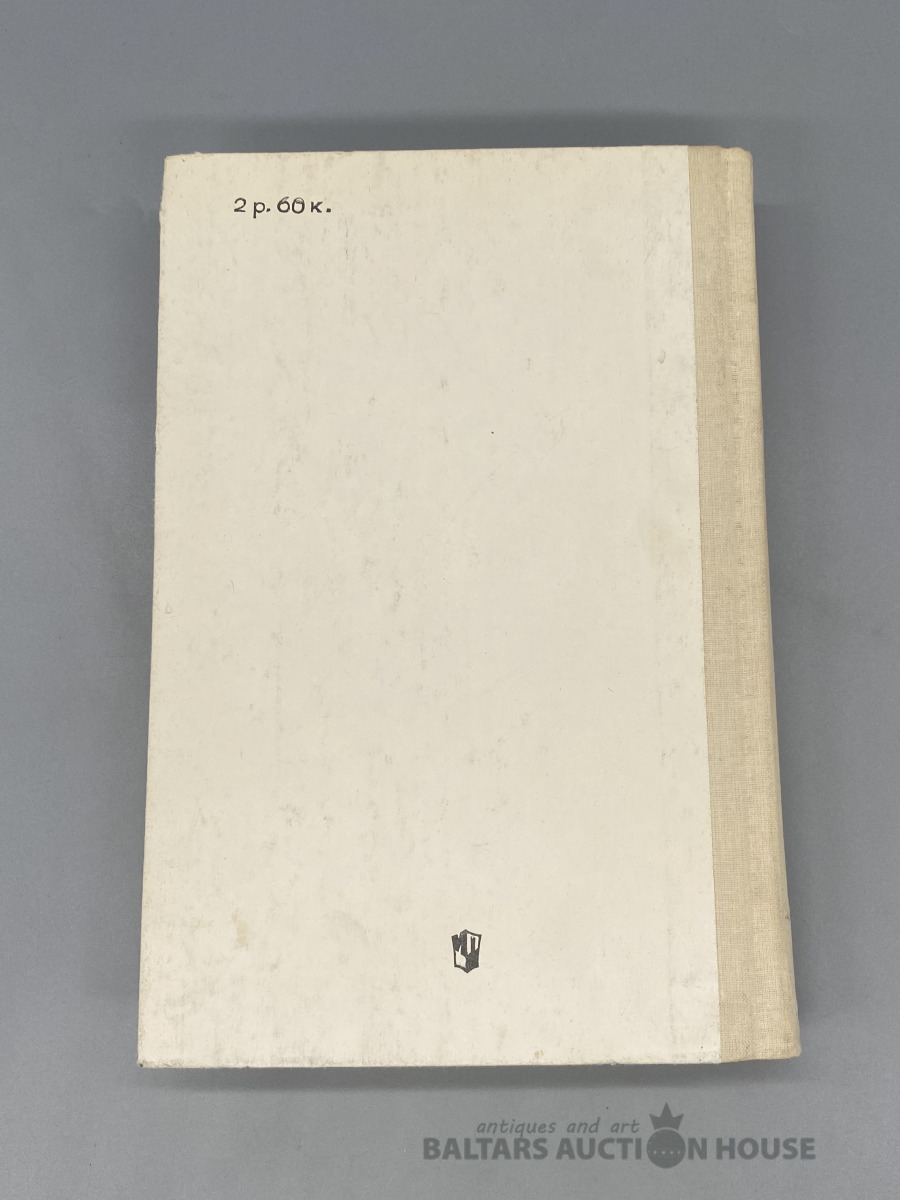 2 р. 60 к.
antiques and art
BALTARS AUCTION HOUSE